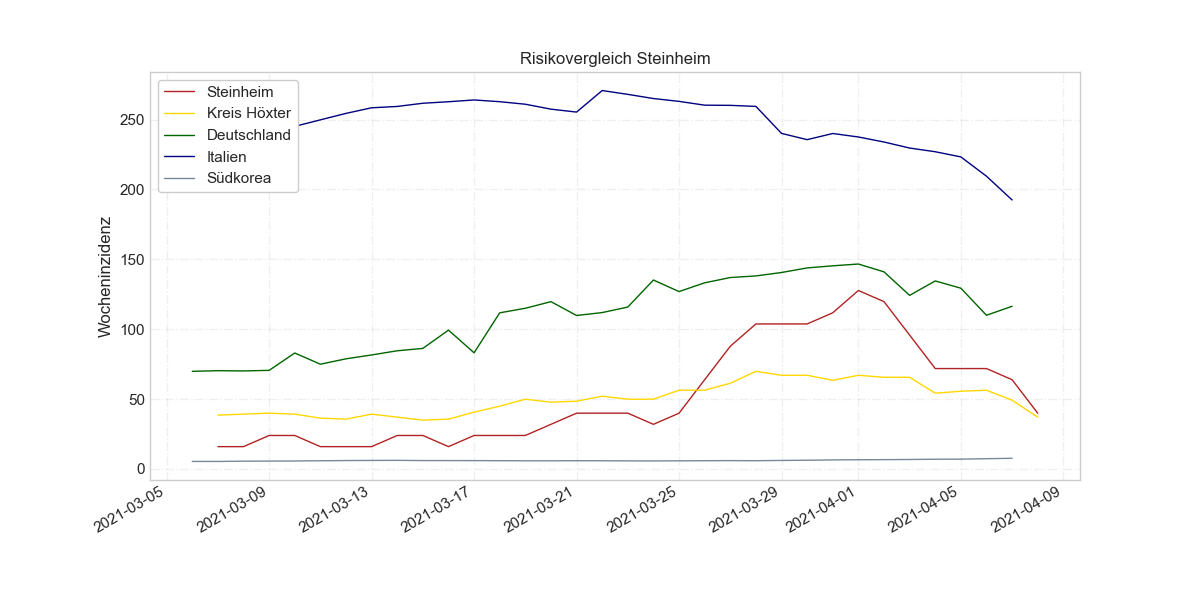 Risikovergleich Steinheim
Steinheim
Kreis Höxter
Deutschland
Italien
Südkorea
Wocheninzidenz
250
200
150
100
50
0
2021-03-05
2021-03-09
2021-03-13
2021-03-17
2021-03-21
2021-03-25
2021-03-29
2021-04-01
2021-04-05
2021-04-09